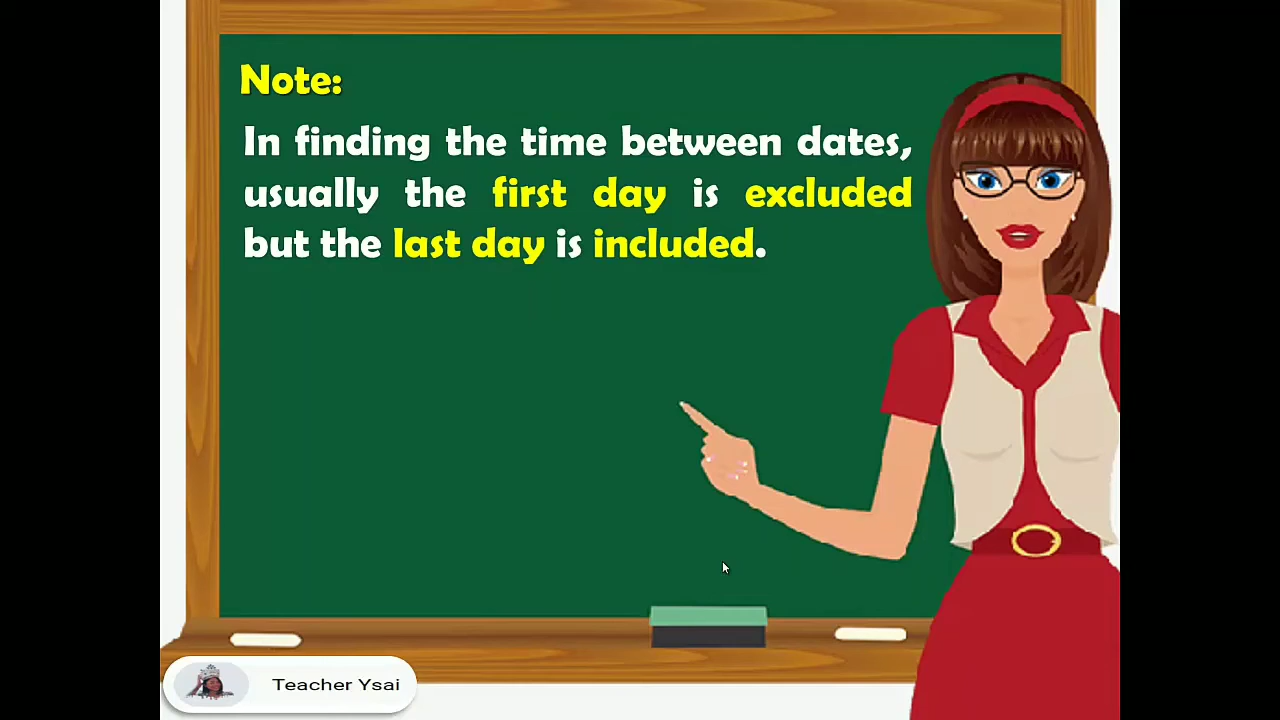 Note:
In finding the time between dates,
usually the first day is excluded
but the last day is included.
Teacher Ysai